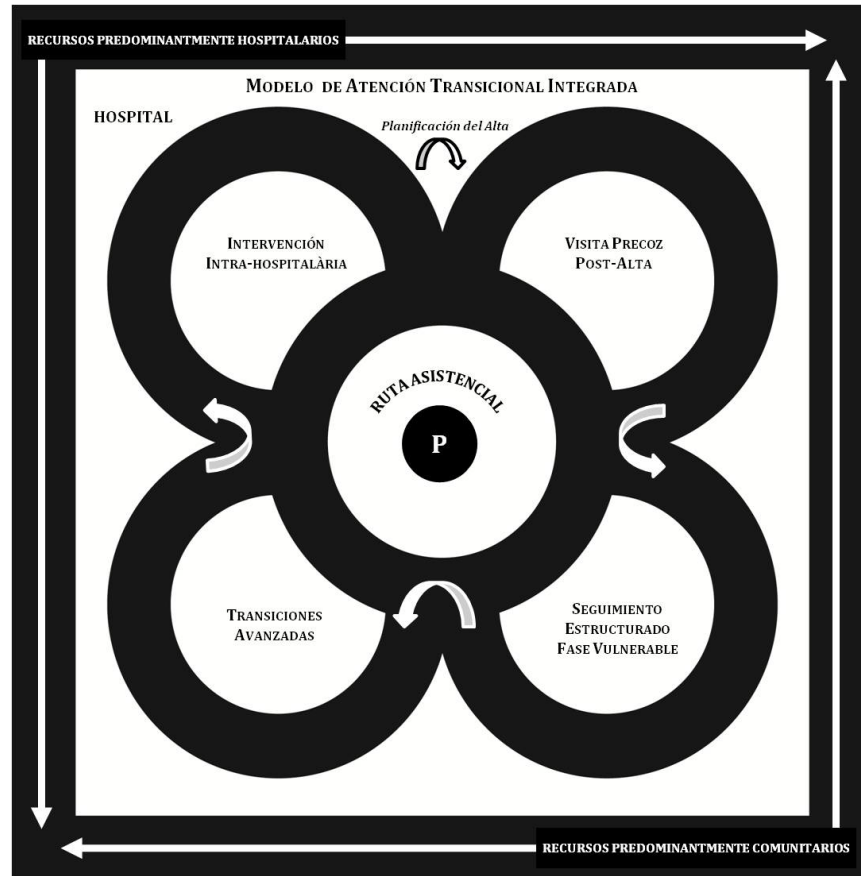 RECURSOS PREDOMINANTMENTE HOSPITALARIOS
MODELO DE ATENCIÓN TRANSICIONAL INTEGRADA
HOSPITAL
Planificación del Alta
INTERVENCIÓN
INTRA-HOSPITALÀRIA
VISITA PRECOZ
POST-ALTA
RUTA ASISTENCIAL
P
TRANSICIONES
AVANZADAS
SEGUIMIENTO
ESTRUCTURADO
FASE VULNERABLE
RECURSOS PREDOMINANTMENTE COMUNITARIOS